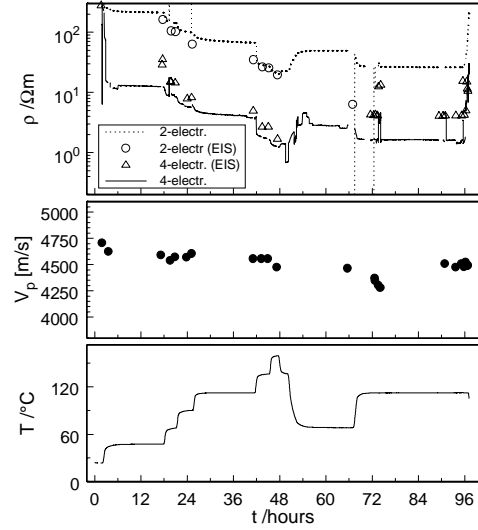 ρ /Ωm
10²
10¹
10⁰
2-electr.
2-electr (EIS)
4-electr. (EIS)
4-electr.
Vₚ [m/s]
5000
4750
4500
4250
4000
T /°C
120
60
0
0 12 24 36 48 60 72 84 96
t /hours